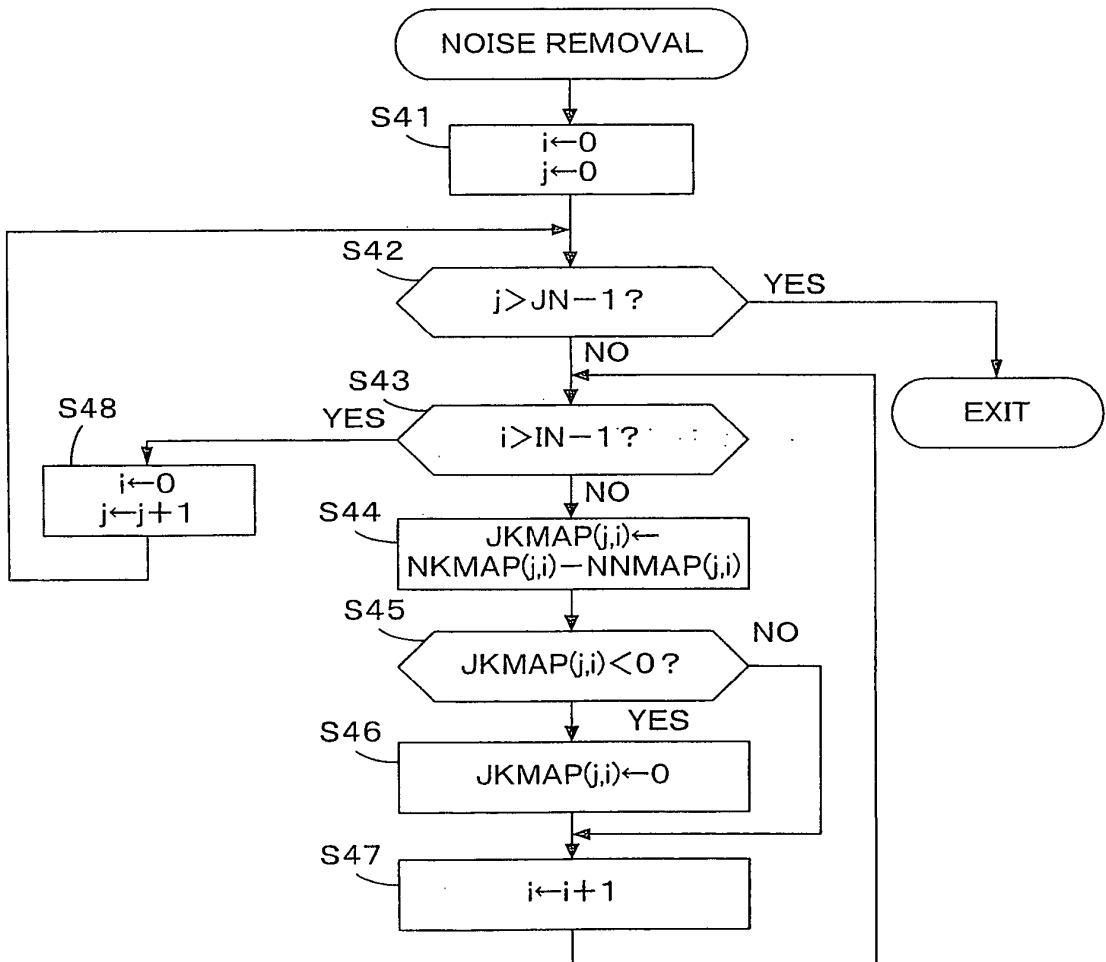 NOISE REMOVAL
S41
i←0
j←0
S42
j>JN-1?
YES
NO
S43
i>IN-1?
YES
EXIT
S48
i←0
j←j+1
NO
S44
JKMAP(j,i)←
NKMAP(j,i)-NNMAP(j,i)
S45
JKMAP(j,i)<0?
NO
YES
S46
JKMAP(j,i)←0
S47
i←i+1